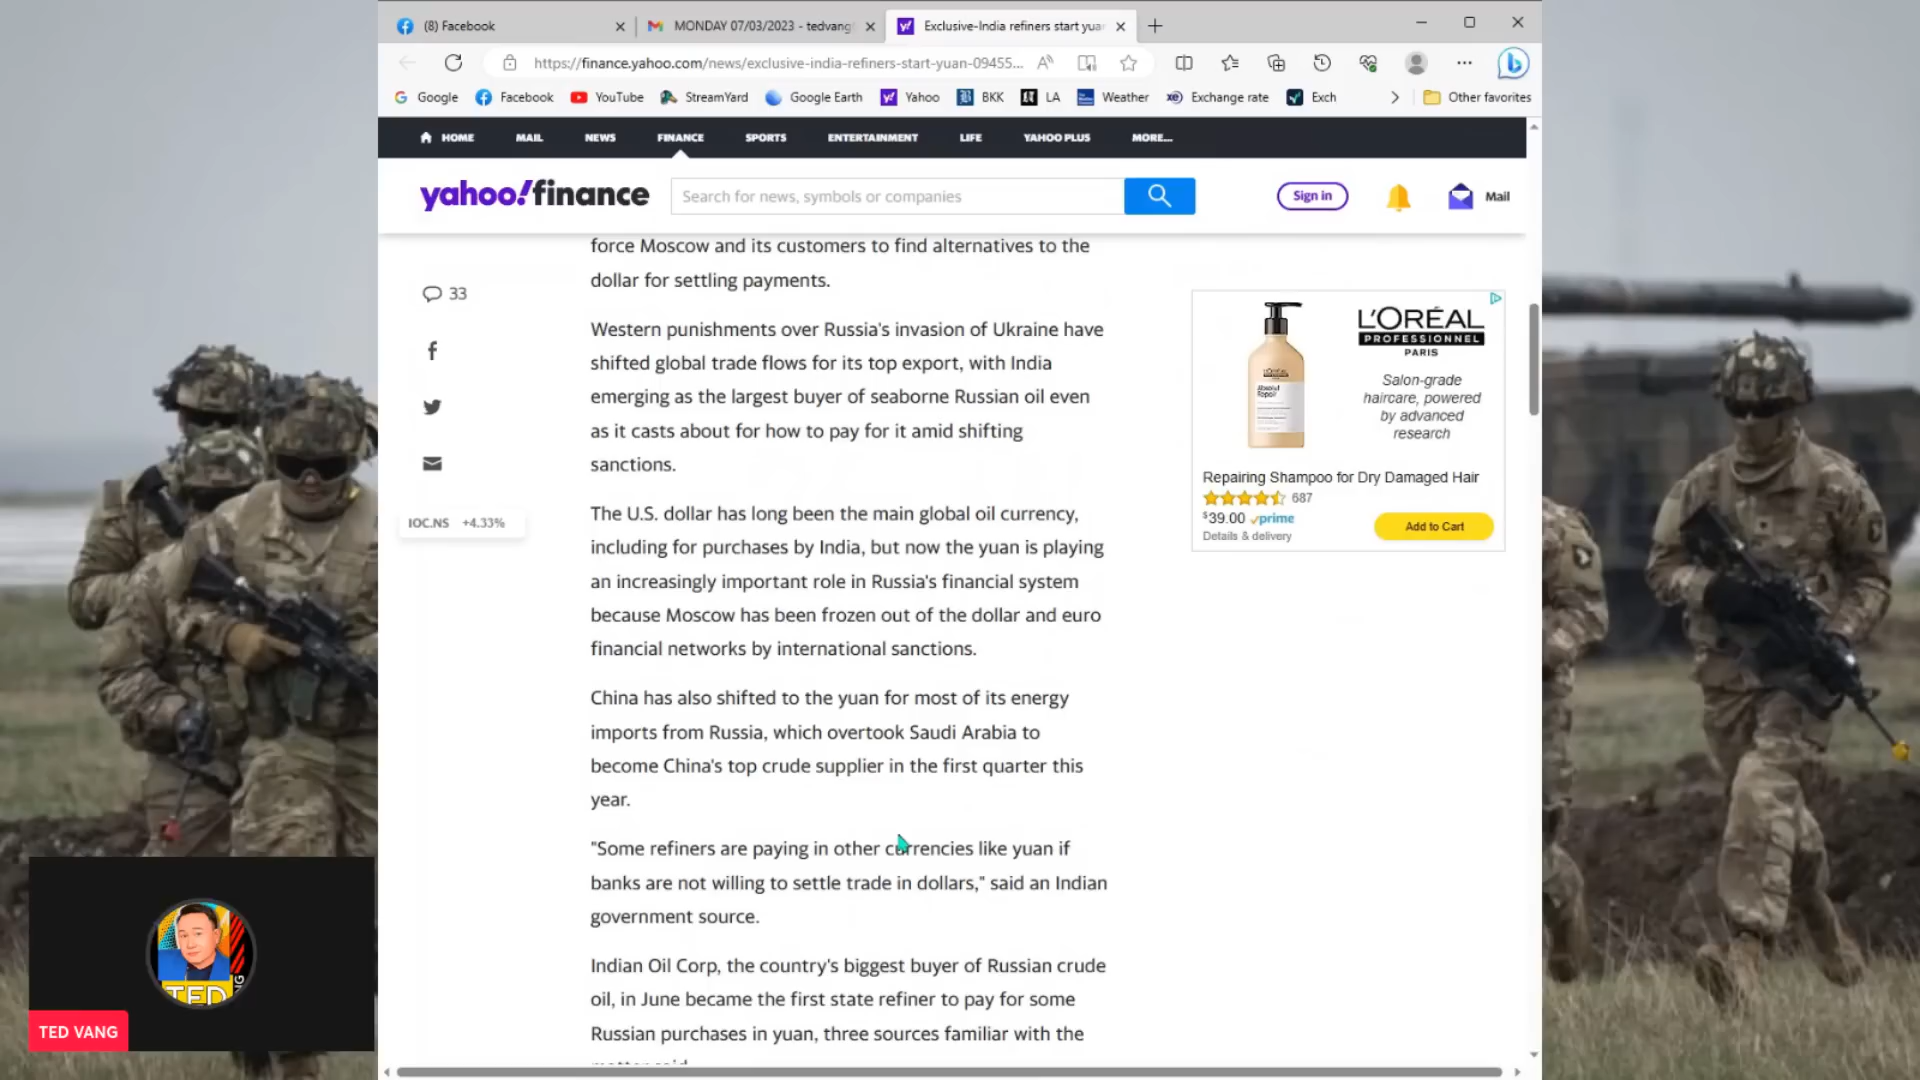 (8) Facebook
MONDAY 07/03/2023 - tedvang
Exclusive-India refiners start yuan
https://finance.yahoo.com/news/exclusive-india-refiners-start-yuan-09455...
Google
Facebook
YouTube
StreamYard
Google Earth
Yahoo
BKK
LA
Weather
Exchange rate
Exch
Other favorites
HOME
MAIL
NEWS
FINANCE
SPORTS
ENTERTAINMENT
LIFE
YAHOO PLUS
MORE...
yahoo!finance
Search for news, symbols or companies
Sign in
Mail
33
IOC.NS +4.33%
force Moscow and its customers to find alternatives to the
dollar for settling payments.
Western punishments over Russia's invasion of Ukraine have
shifted global trade flows for its top export, with India
emerging as the largest buyer of seaborne Russian oil even
as it casts about for how to pay for it amid shifting
sanctions.
The U.S. dollar has long been the main global oil currency,
including for purchases by India, but now the yuan is playing
an increasingly important role in Russia's financial system
because Moscow has been frozen out of the dollar and euro
financial networks by international sanctions.
China has also shifted to the yuan for most of its energy
imports from Russia, which overtook Saudi Arabia to
become China's top crude supplier in the first quarter this
year.
"Some refiners are paying in other currencies like yuan if
banks are not willing to settle trade in dollars," said an Indian
government source.
Indian Oil Corp, the country's biggest buyer of Russian crude
oil, in June became the first state refiner to pay for some
Russian purchases in yuan, three sources familiar with the
L'ORÉAL
PROFESSIONNEL
PARIS
Salon-grade
haircare, powered
by advanced
research
Absolut
Repair
Repairing Shampoo for Dry Damaged Hair
687
$39.00 prime
Details & delivery
Add to Cart
TED
TED VANG